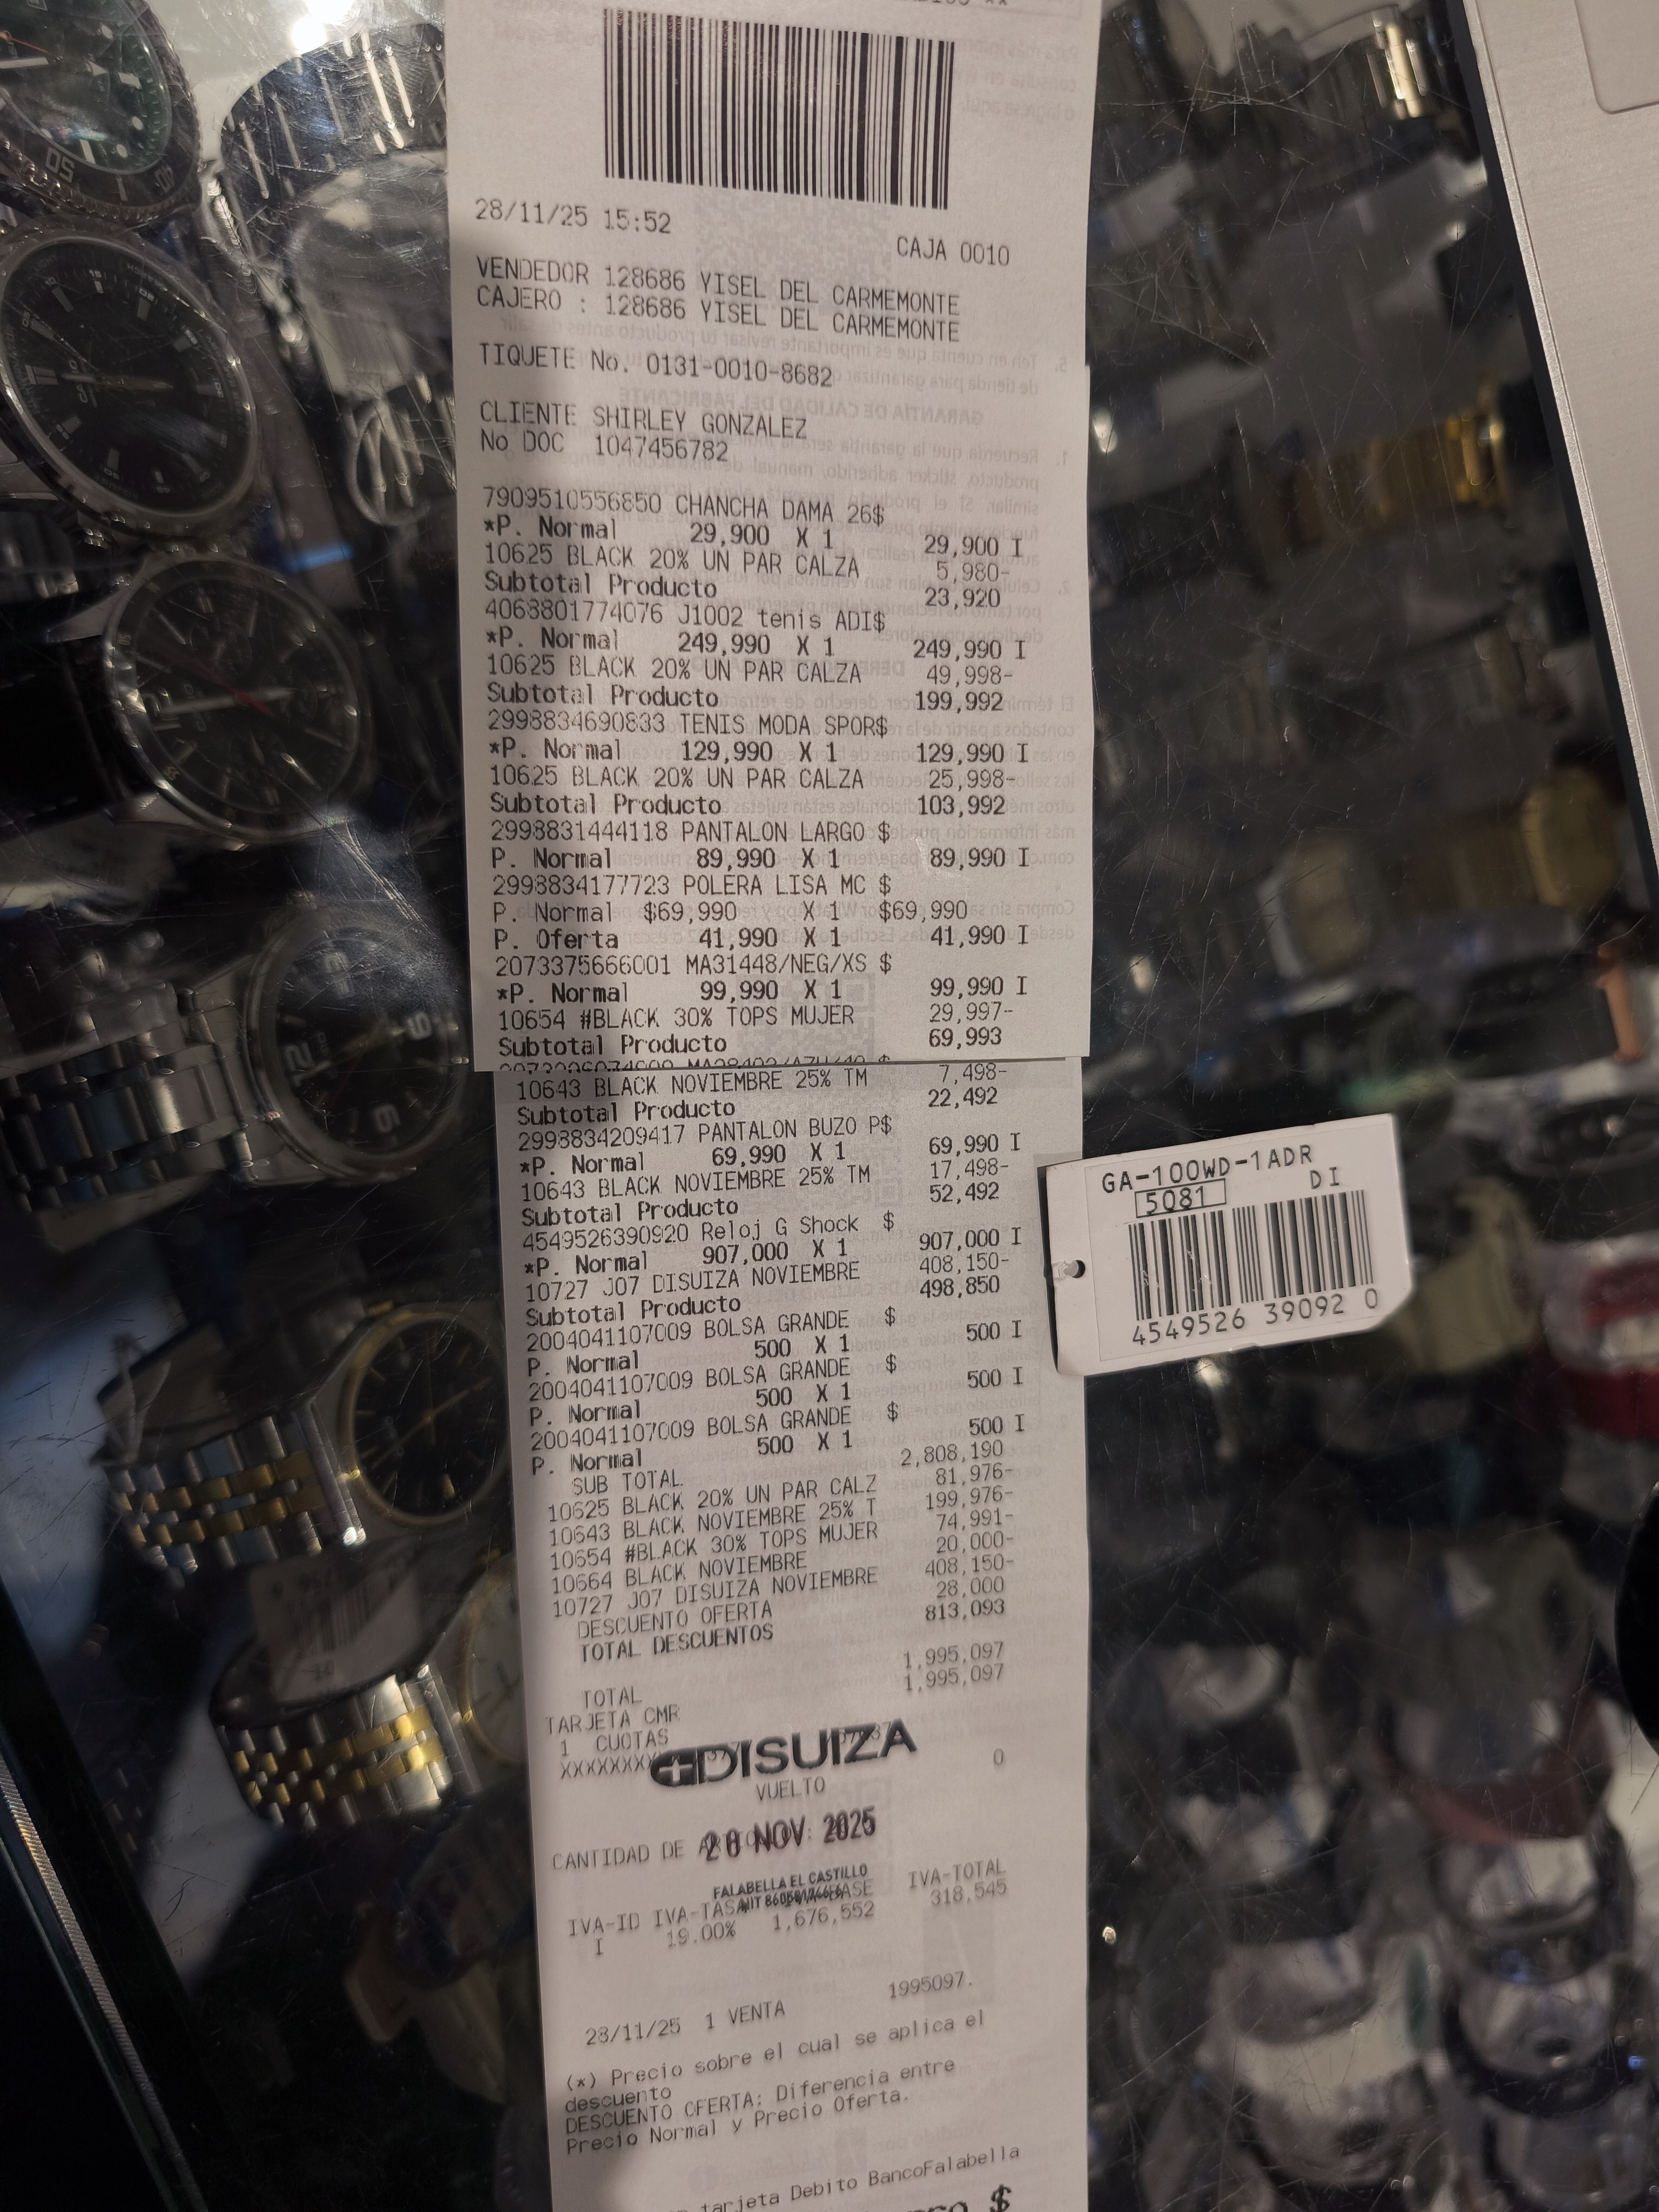 28/11/25 15:52
CAJA 0010
VENDEDOR 128686 YISEL DEL CARMEMONTE
CAJERO : 128686 YISEL DEL CARMEMONTE
TIQUETE No. 0131-0010-8682
CLIENTE SHIRLEY GONZALEZ
No DOC 1047456782
7909510556850 CHANCHA DAMA 26$
*P. Normal 29,900 X 1 29,900 I
10625 BLACK 20% UN PAR CALZA 5,980-
Subtotal Producto 23,920
4068801774076 J1002 tenis ADI$
*P. Normal 249,990 X 1 249,990 I
10625 BLACK 20% UN PAR CALZA 49,998-
Subtotal Producto 199,992
2998834690833 TENIS MODA SPOR$
*P. Normal 129,990 X 1 129,990 I
10625 BLACK 20% UN PAR CALZA 25,998-
Subtotal Producto 103,992
2998831444118 PANTALON LARGO $
P. Normal 89,990 X 1 89,990 I
2998834177723 POLERA LISA MC $
P. Normal $69,990 X 1 $69,990
P. Oferta 41,990 X 1 41,990 I
2073375666001 MA31448/NEG/XS $
*P. Normal 99,990 X 1 99,990 I
10654 #BLACK 30% TOPS MUJER 29,997-
Subtotal Producto 69,993
10643 BLACK NOVIEMBRE 25% TM 7,498-
Subtotal Producto 22,492
2998834209417 PANTALON BUZO P$
*P. Normal 69,990 X 1 69,990 I
10643 BLACK NOVIEMBRE 25% TM 17,498-
Subtotal Producto 52,492
4549526390920 Reloj G Shock $
*P. Normal 907,000 X 1 907,000 I
10727 J07 DISUIZA NOVIEMBRE 408,150-
Subtotal Producto 498,850
2004041107009 BOLSA GRANDE $
P. Normal 500 X 1 500 I
2004041107009 BOLSA GRANDE $
P. Normal 500 X 1 500 I
2004041107009 BOLSA GRANDE $
P. Normal 500 X 1 500 I
SUB TOTAL 2,808,190
10625 BLACK 20% UN PAR CALZ 81,976-
10643 BLACK NOVIEMBRE 25% T 199,976-
10654 #BLACK 30% TOPS MUJER 74,991-
10664 BLACK NOVIEMBRE 20,000-
10727 J07 DISUIZA NOVIEMBRE 408,150-
DESCUENTO OFERTA 28,000
TOTAL DESCUENTOS 813,093
TOTAL 1,995,097
TARJETA CMR 1,995,097
1 CUOTAS
XXXXXXXX
DISUIZA
VUELTO 0
CANTIDAD DE
28 NOV 2025
FALABELLA EL CASTILLO
NIT
IVA-ID IVA-TASA IVA-TOTAL
I 19.00% 1,676,552 318,545
28/11/25 1 VENTA 1995097.
(*) Precio sobre el cual se aplica el
descuento
DESCUENTO OFERTA: Diferencia entre
Precio Normal y Precio Oferta.
tarjeta Debito BancoFalabella
$
GA-100WD-1ADR
5081 DI
4549526 39092 0